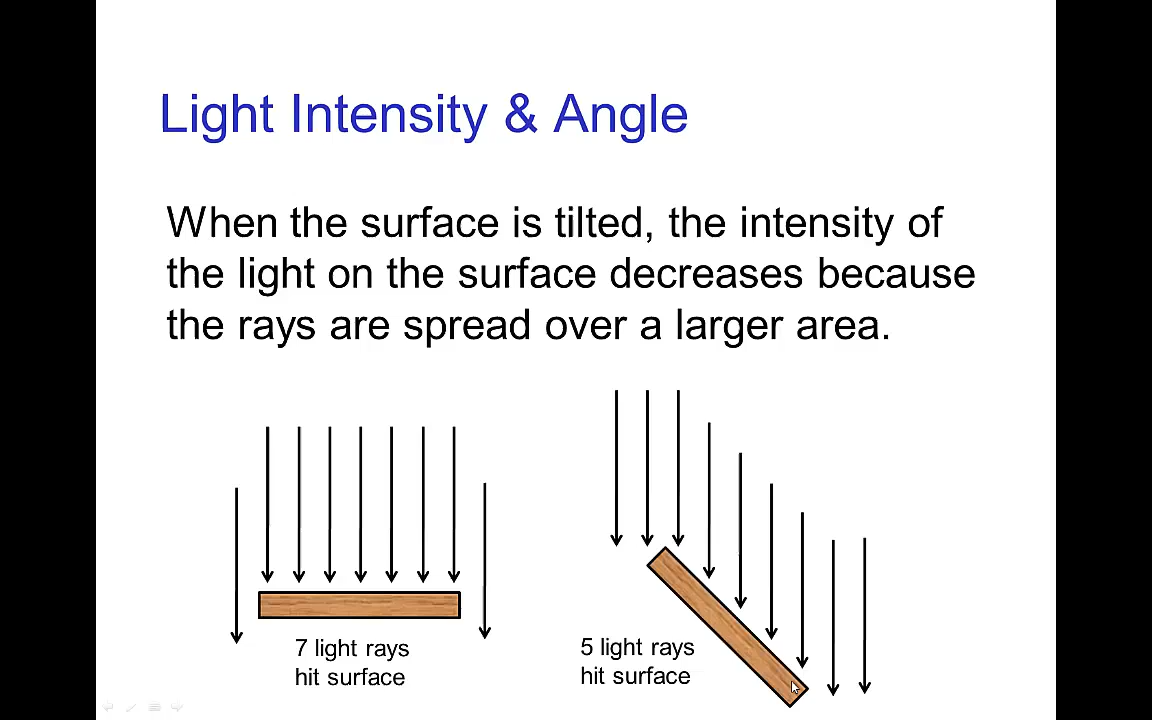 Light Intensity & Angle
When the surface is tilted, the intensity of
the light on the surface decreases because
the rays are spread over a larger area.
7 light rays
hit surface
5 light rays
hit surface